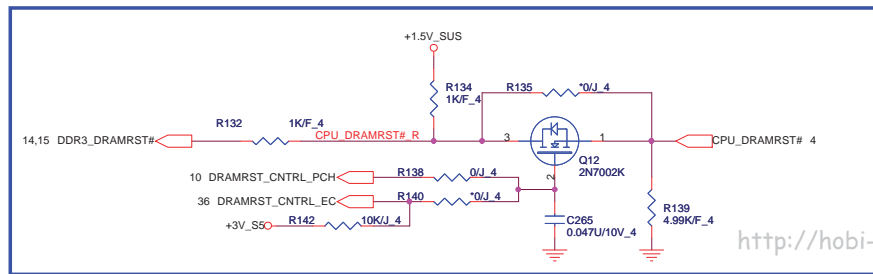 +1.5V_SUS
R134
1K/F_4
R135
*0/J_4
R132
1K/F_4
CPU_DRAMRST#_R
3
1
14,15 DDR3_DRAMRST#
CPU_DRAMRST# 4
Q12
2N7002K
2
10 DRAMRST_CNTRL_PCH
R138
0/J_4
36 DRAMRST_CNTRL_EC
R140
*0/J_4
+3V_S5
R142
10K/J_4
C265
0.047U/10V_4
R139
4.99K/F_4
http://hobi-